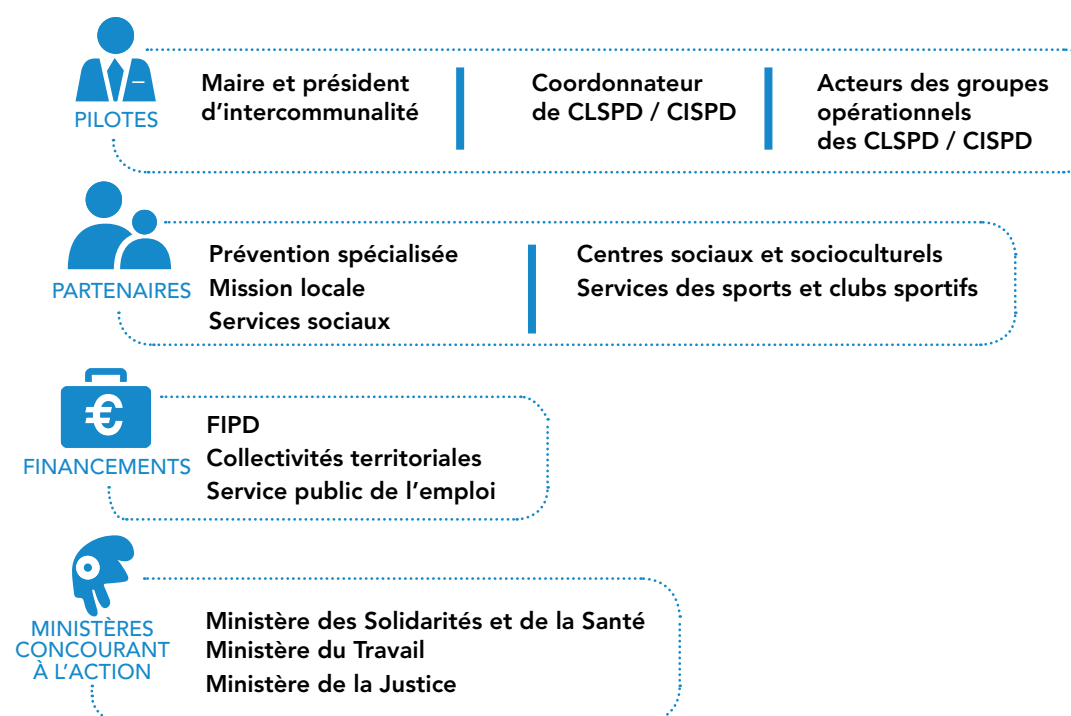 PILOTES
Maire et président
d’intercommunalité
Coordonnateur
de CLSPD / CISPD
Acteurs des groupes
opérationnels
des CLSPD / CISPD
PARTENAIRES
Prévention spécialisée
Mission locale
Services sociaux
Centres sociaux et socioculturels
Services des sports et clubs sportifs
€
FINANCEMENTS
FIPD
Collectivités territoriales
Service public de l’emploi
MINISTÈRES
CONCOURANT
À L’ACTION
Ministère des Solidarités et de la Santé
Ministère du Travail
Ministère de la Justice